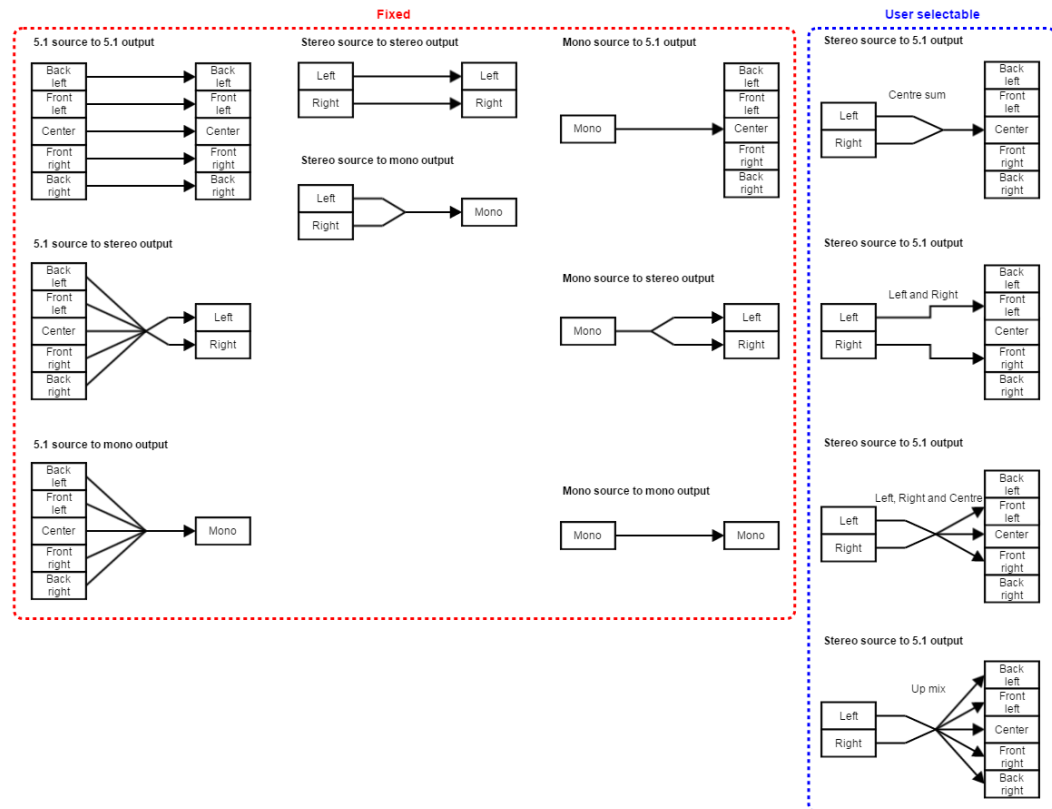 Fixed
User selectable
5.1 source to 5.1 output
Back
left
Front
left
Center
Front
right
Back
right
Back
left
Front
left
Center
Front
right
Back
right
Stereo source to stereo output
Left
Right
Left
Right
Stereo source to mono output
Left
Right
Mono
Mono source to 5.1 output
Mono
Back
left
Front
left
Center
Front
right
Back
right
5.1 source to stereo output
Back
left
Front
left
Center
Front
right
Back
right
Left
Right
Mono source to stereo output
Mono
Left
Right
5.1 source to mono output
Back
left
Front
left
Center
Front
right
Back
right
Mono
Mono source to mono output
Mono
Mono
Stereo source to 5.1 output
Centre sum
Left
Right
Back
left
Front
left
Center
Front
right
Back
right
Stereo source to 5.1 output
Left and Right
Left
Right
Back
left
Front
left
Center
Front
right
Back
right
Stereo source to 5.1 output
Left, Right and Centre
Left
Right
Back
left
Front
left
Center
Front
right
Back
right
Stereo source to 5.1 output
Up mix
Left
Right
Back
left
Front
left
Center
Front
right
Back
right